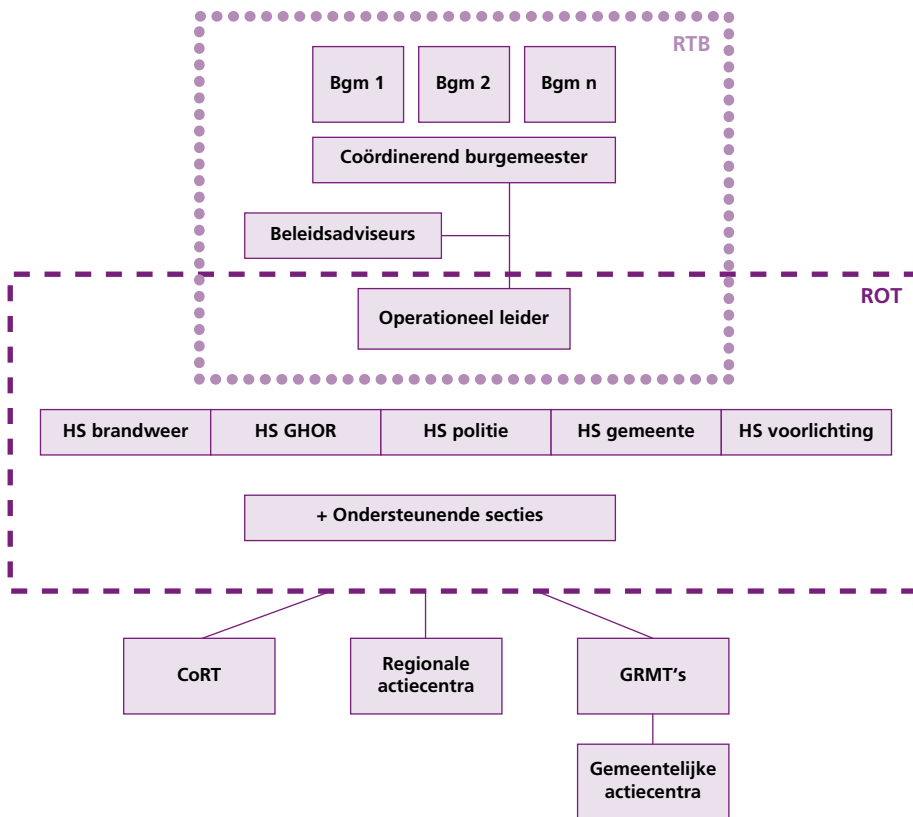 RTB
Bgm 1
Bgm 2
Bgm n
Coördinerend burgemeester
Beleidsadviseurs
ROT
Operationeel leider
HS brandweer
HS GHOR
HS politie
HS gemeente
HS voorlichting
+ Ondersteunende secties
CoRT
Regionale
actiecentra
GRMT‘s
Gemeentelijke
actiecentra